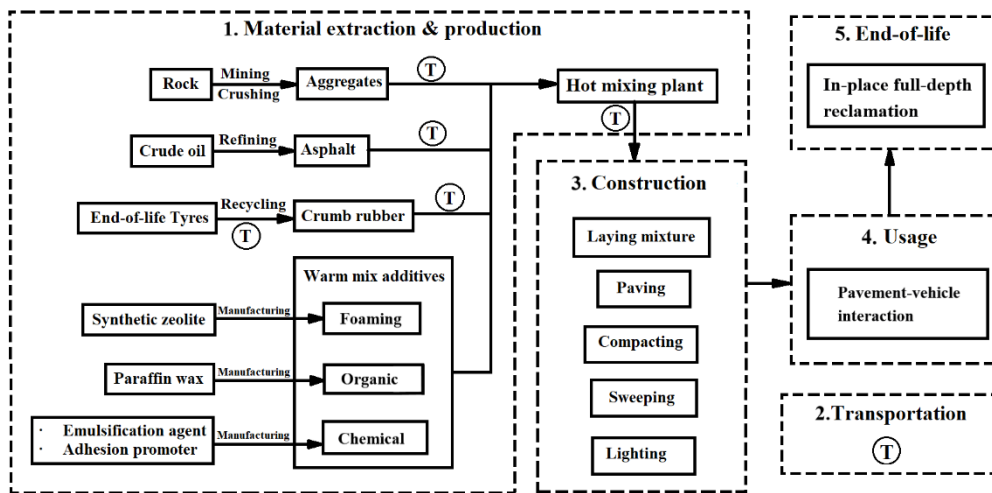 1. Material extraction & production
Rock
Mining
Crushing
Aggregates
T
Hot mixing plant
T
Crude oil
Refining
Asphalt
T
End-of-life Tyres
Recycling
T
Crumb rubber
T
Warm mix additives
Synthetic zeolite
Manufacturing
Foaming
Paraffin wax
Manufacturing
Organic
· Emulsification agent
· Adhesion promoter
Manufacturing
Chemical
3. Construction
Laying mixture
Paving
Compacting
Sweeping
Lighting
5. End-of-life
In-place full-depth
reclamation
4. Usage
Pavement-vehicle
interaction
2.Transportation
T